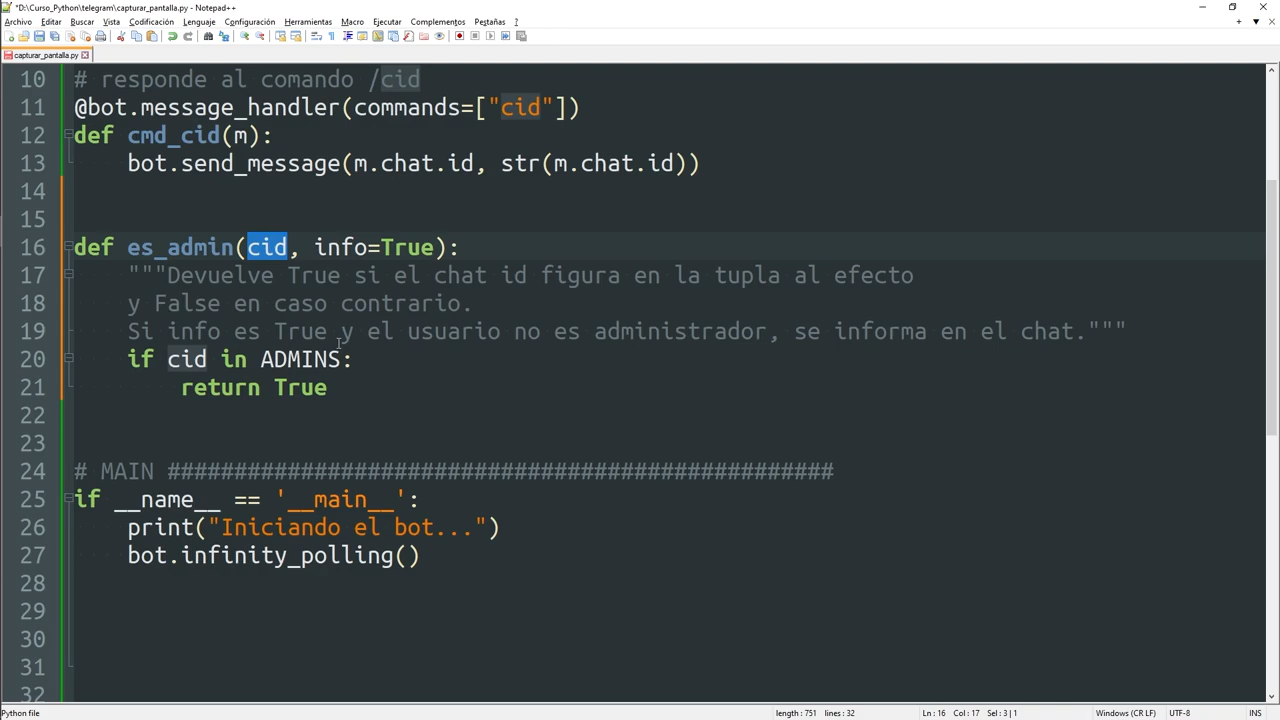 *D:\Curso_Python\telegram\capturar_pantalla.py - Notepad++
Archivo Editar Buscar Vista Codificación Lenguaje Configuración Herramientas Macro Ejecutar Complementos Pestañas ?
capturar_pantalla.py
10 # responde al comando /cid
11 @bot.message_handler(commands=["cid"])
12 def cmd_cid(m):
13 bot.send_message(m.chat.id, str(m.chat.id))
14
15
16 def es_admin(cid, info=True):
17 """Devuelve True si el chat id figura en la tupla al efecto
18 y False en caso contrario.
19 Si info es True y el usuario no es administrador, se informa en el chat."""
20 if cid in ADMINS:
21 return True
22
23
24 # MAIN ##################################################
25 if __name__ == '__main__':
26 print("Iniciando el bot...")
27 bot.infinity_polling()
28
29
30
31
32
Python file length : 751 lines : 32 Ln : 16 Col : 17 Sel : 3 | 1 Windows (CR LF) UTF-8 INS